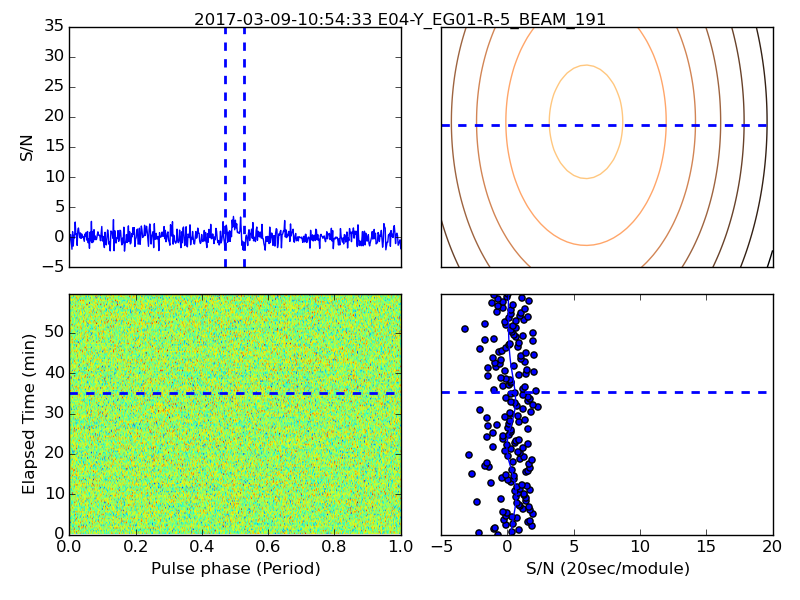 2017-03-09-10:54:33 E04-Y_EG01-R-5_BEAM_191
35
30
25
20
15
10
5
0
−5
S/N
50
40
30
20
10
0
Elapsed Time (min)
0.0 0.2 0.4 0.6 0.8 1.0
Pulse phase (Period)
−5 0 5 10 15 20
S/N (20sec/module)